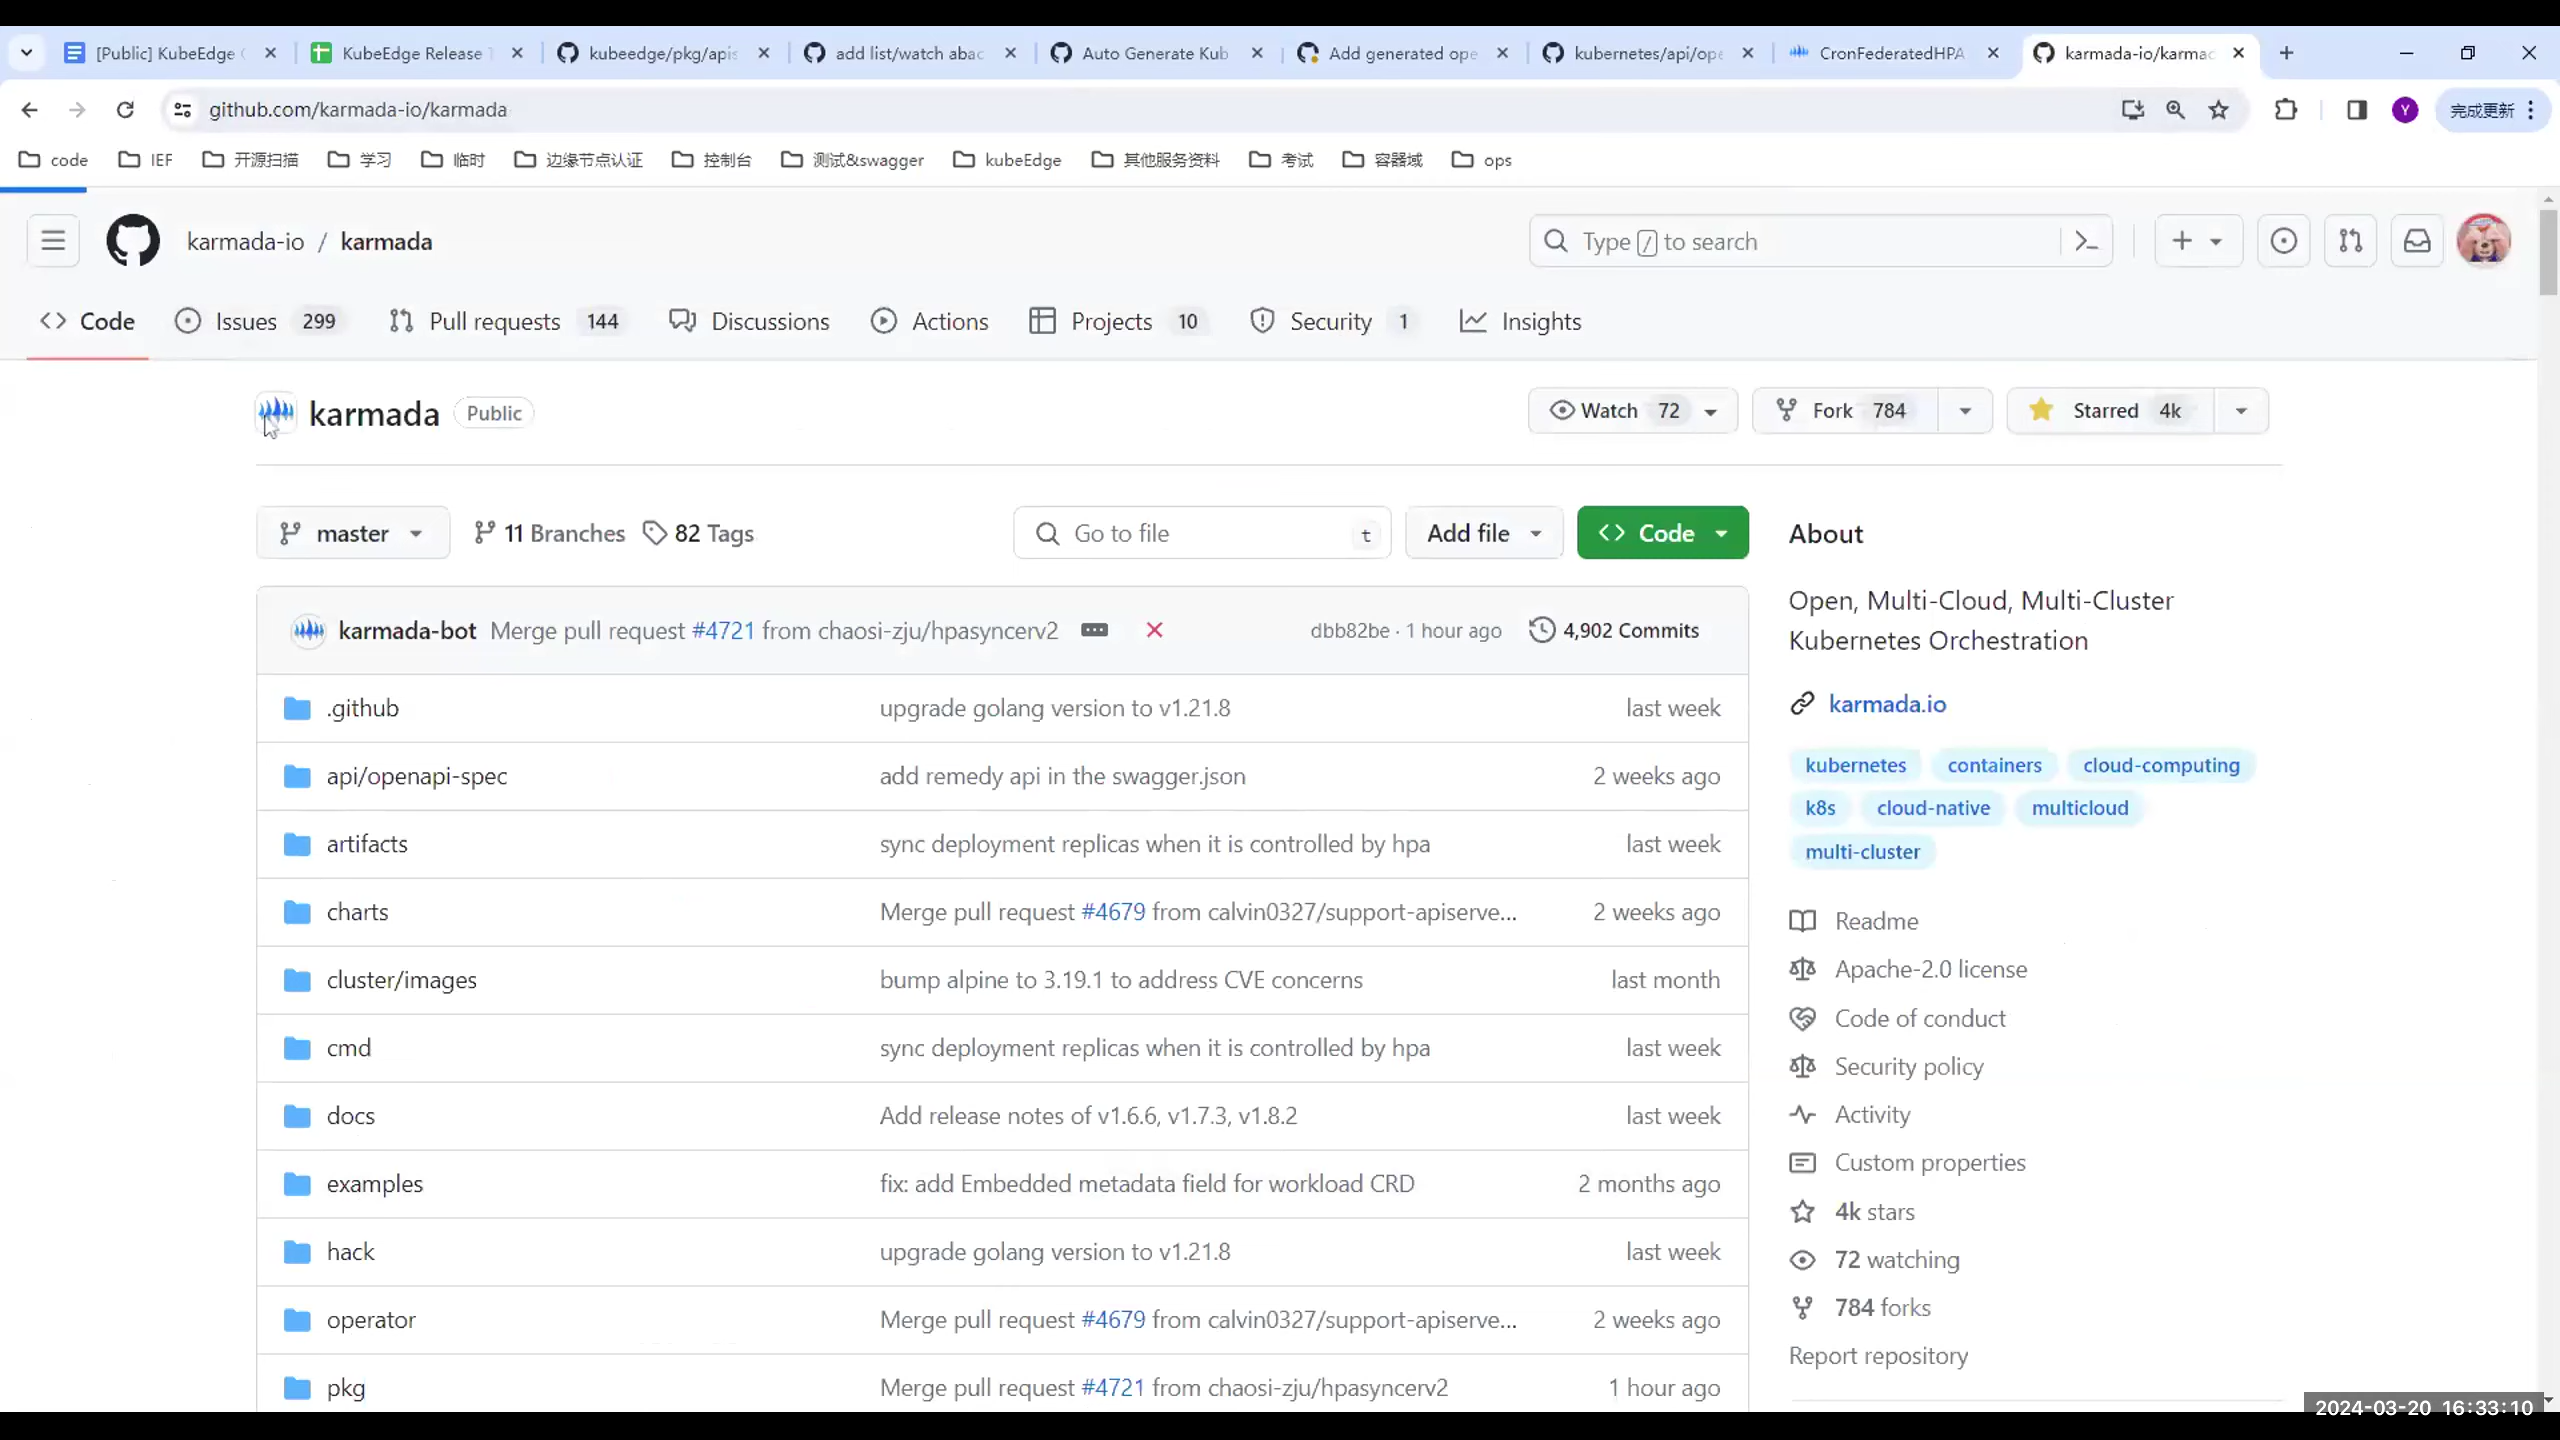 [Public] KubeEdge
KubeEdge Release
kubeedge/pkg/apis
add list/watch abac
Auto Generate Kub
Add generated ope
kubernetes/api/ope
CronFederatedHPA
karmada-io/karmac
github.com/karmada-io/karmada
Y
完成更新
code
IEF
开源扫描
学习
临时
边缘节点认证
控制台
测试&swagger
kubeEdge
其他服务资料
考试
容器域
ops
karmada-io / karmada
Type / to search
Code
Issues 299
Pull requests 144
Discussions
Actions
Projects 10
Security 1
Insights
karmada Public
Watch 72
Fork 784
Starred 4k
master
11 Branches
82 Tags
Go to file t
Add file
Code
karmada-bot Merge pull request #4721 from chaosi-zju/hpasyncerv2
dbb82be · 1 hour ago
4,902 Commits
.github upgrade golang version to v1.21.8 last week
api/openapi-spec add remedy api in the swagger.json 2 weeks ago
artifacts sync deployment replicas when it is controlled by hpa last week
charts Merge pull request #4679 from calvin0327/support-apiserve... 2 weeks ago
cluster/images bump alpine to 3.19.1 to address CVE concerns last month
cmd sync deployment replicas when it is controlled by hpa last week
docs Add release notes of v1.6.6, v1.7.3, v1.8.2 last week
examples fix: add Embedded metadata field for workload CRD 2 months ago
hack upgrade golang version to v1.21.8 last week
operator Merge pull request #4679 from calvin0327/support-apiserve... 2 weeks ago
pkg Merge pull request #4721 from chaosi-zju/hpasyncerv2 1 hour ago
About
Open, Multi-Cloud, Multi-Cluster
Kubernetes Orchestration
karmada.io
kubernetes containers cloud-computing
k8s cloud-native multicloud
multi-cluster
Readme
Apache-2.0 license
Code of conduct
Security policy
Activity
Custom properties
4k stars
72 watching
784 forks
Report repository
2024-03-20 16:33:10